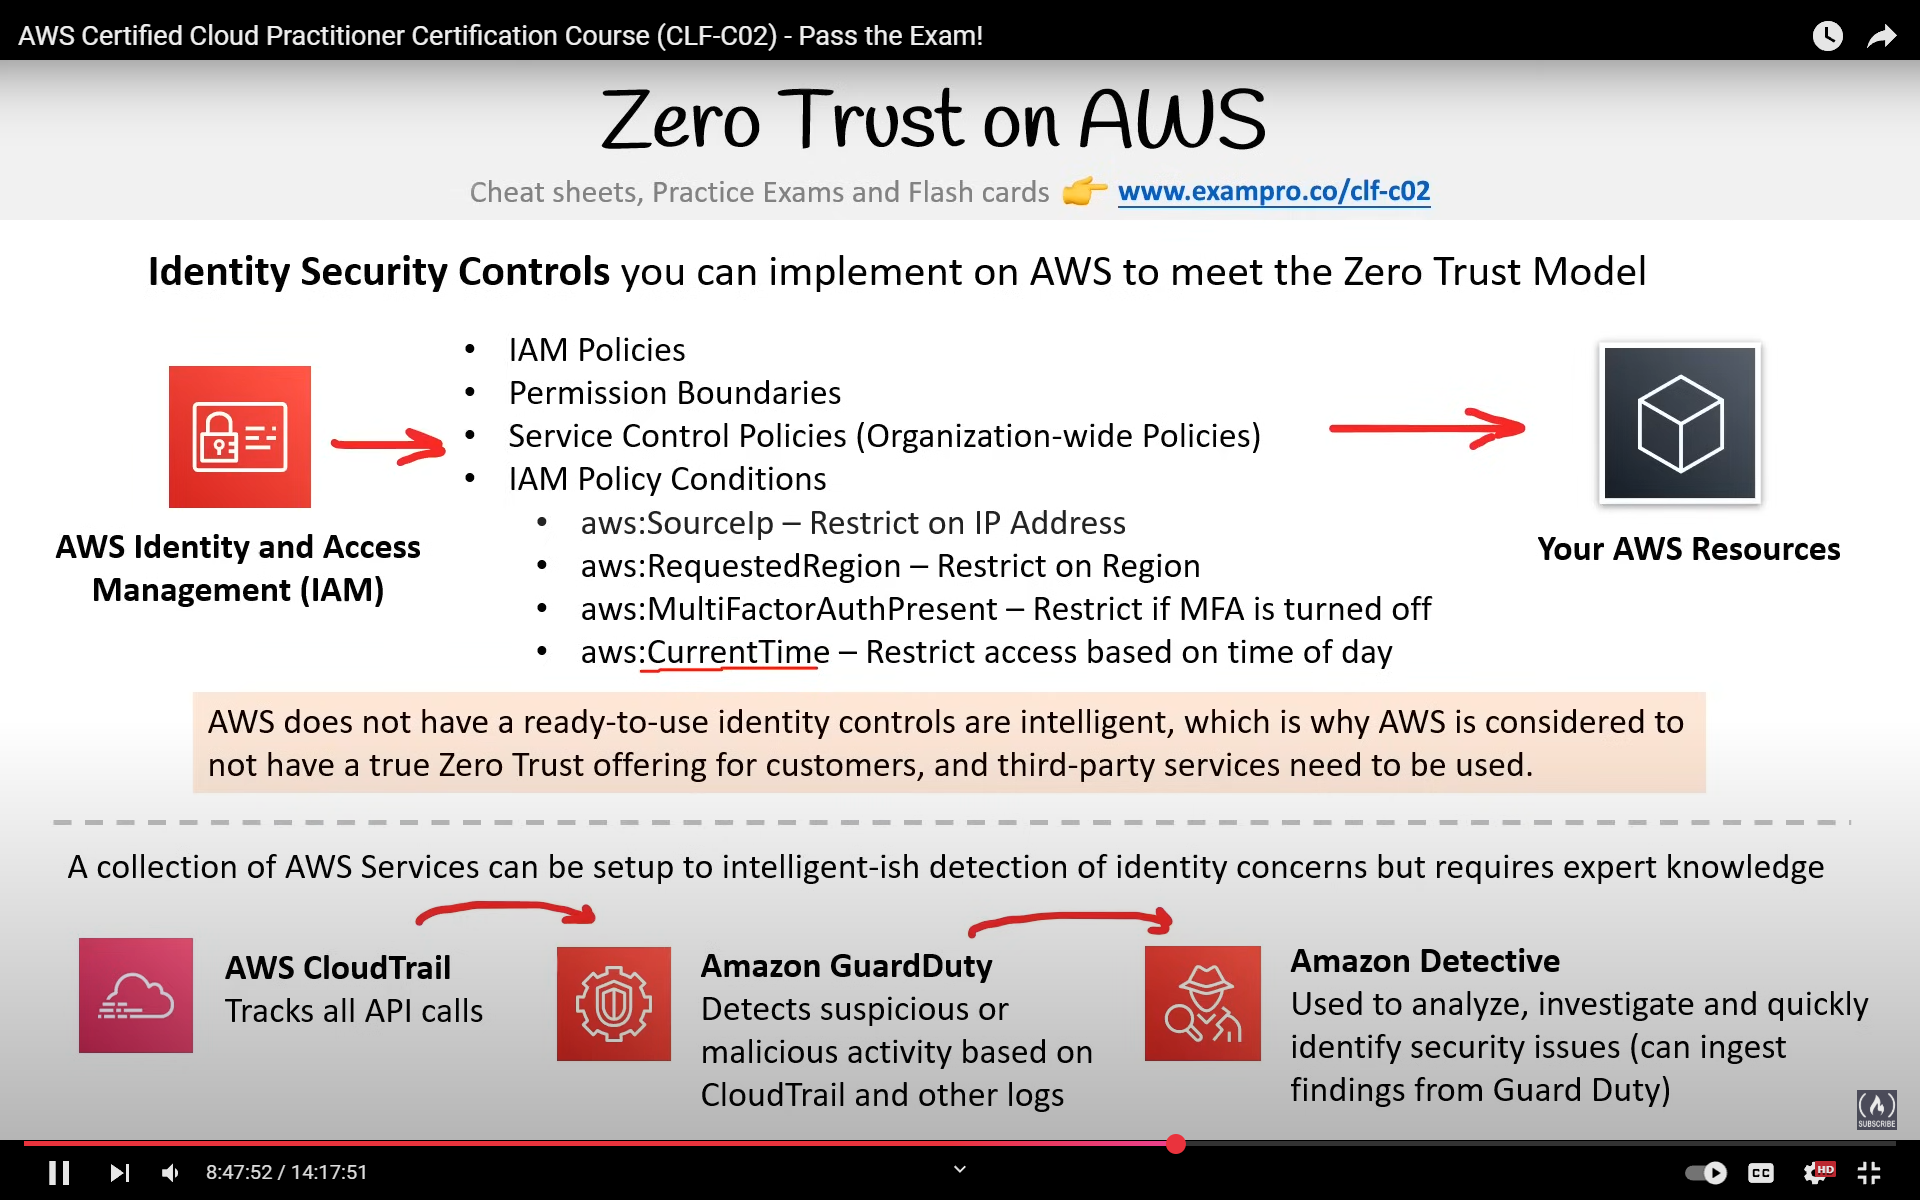 AWS Certified Cloud Practitioner Certification Course (CLF-C02) - Pass the Exam!
Zero Trust on AWS
Cheat sheets, Practice Exams and Flash cards 👉 www.exampro.co/clf-c02
Identity Security Controls you can implement on AWS to meet the Zero Trust Model
• IAM Policies
• Permission Boundaries
• Service Control Policies (Organization-wide Policies)
• IAM Policy Conditions
• aws:SourceIp – Restrict on IP Address
• aws:RequestedRegion – Restrict on Region
• aws:MultiFactorAuthPresent – Restrict if MFA is turned off
• aws:CurrentTime – Restrict access based on time of day
AWS Identity and Access
Management (IAM)
Your AWS Resources
AWS does not have a ready-to-use identity controls are intelligent, which is why AWS is considered to
not have a true Zero Trust offering for customers, and third-party services need to be used.
A collection of AWS Services can be setup to intelligent-ish detection of identity concerns but requires expert knowledge
AWS CloudTrail
Tracks all API calls
Amazon GuardDuty
Detects suspicious or
malicious activity based on
CloudTrail and other logs
Amazon Detective
Used to analyze, investigate and quickly
identify security issues (can ingest
findings from Guard Duty)
SUBSCRIBE
8:47:52 / 14:17:51
CC
HD